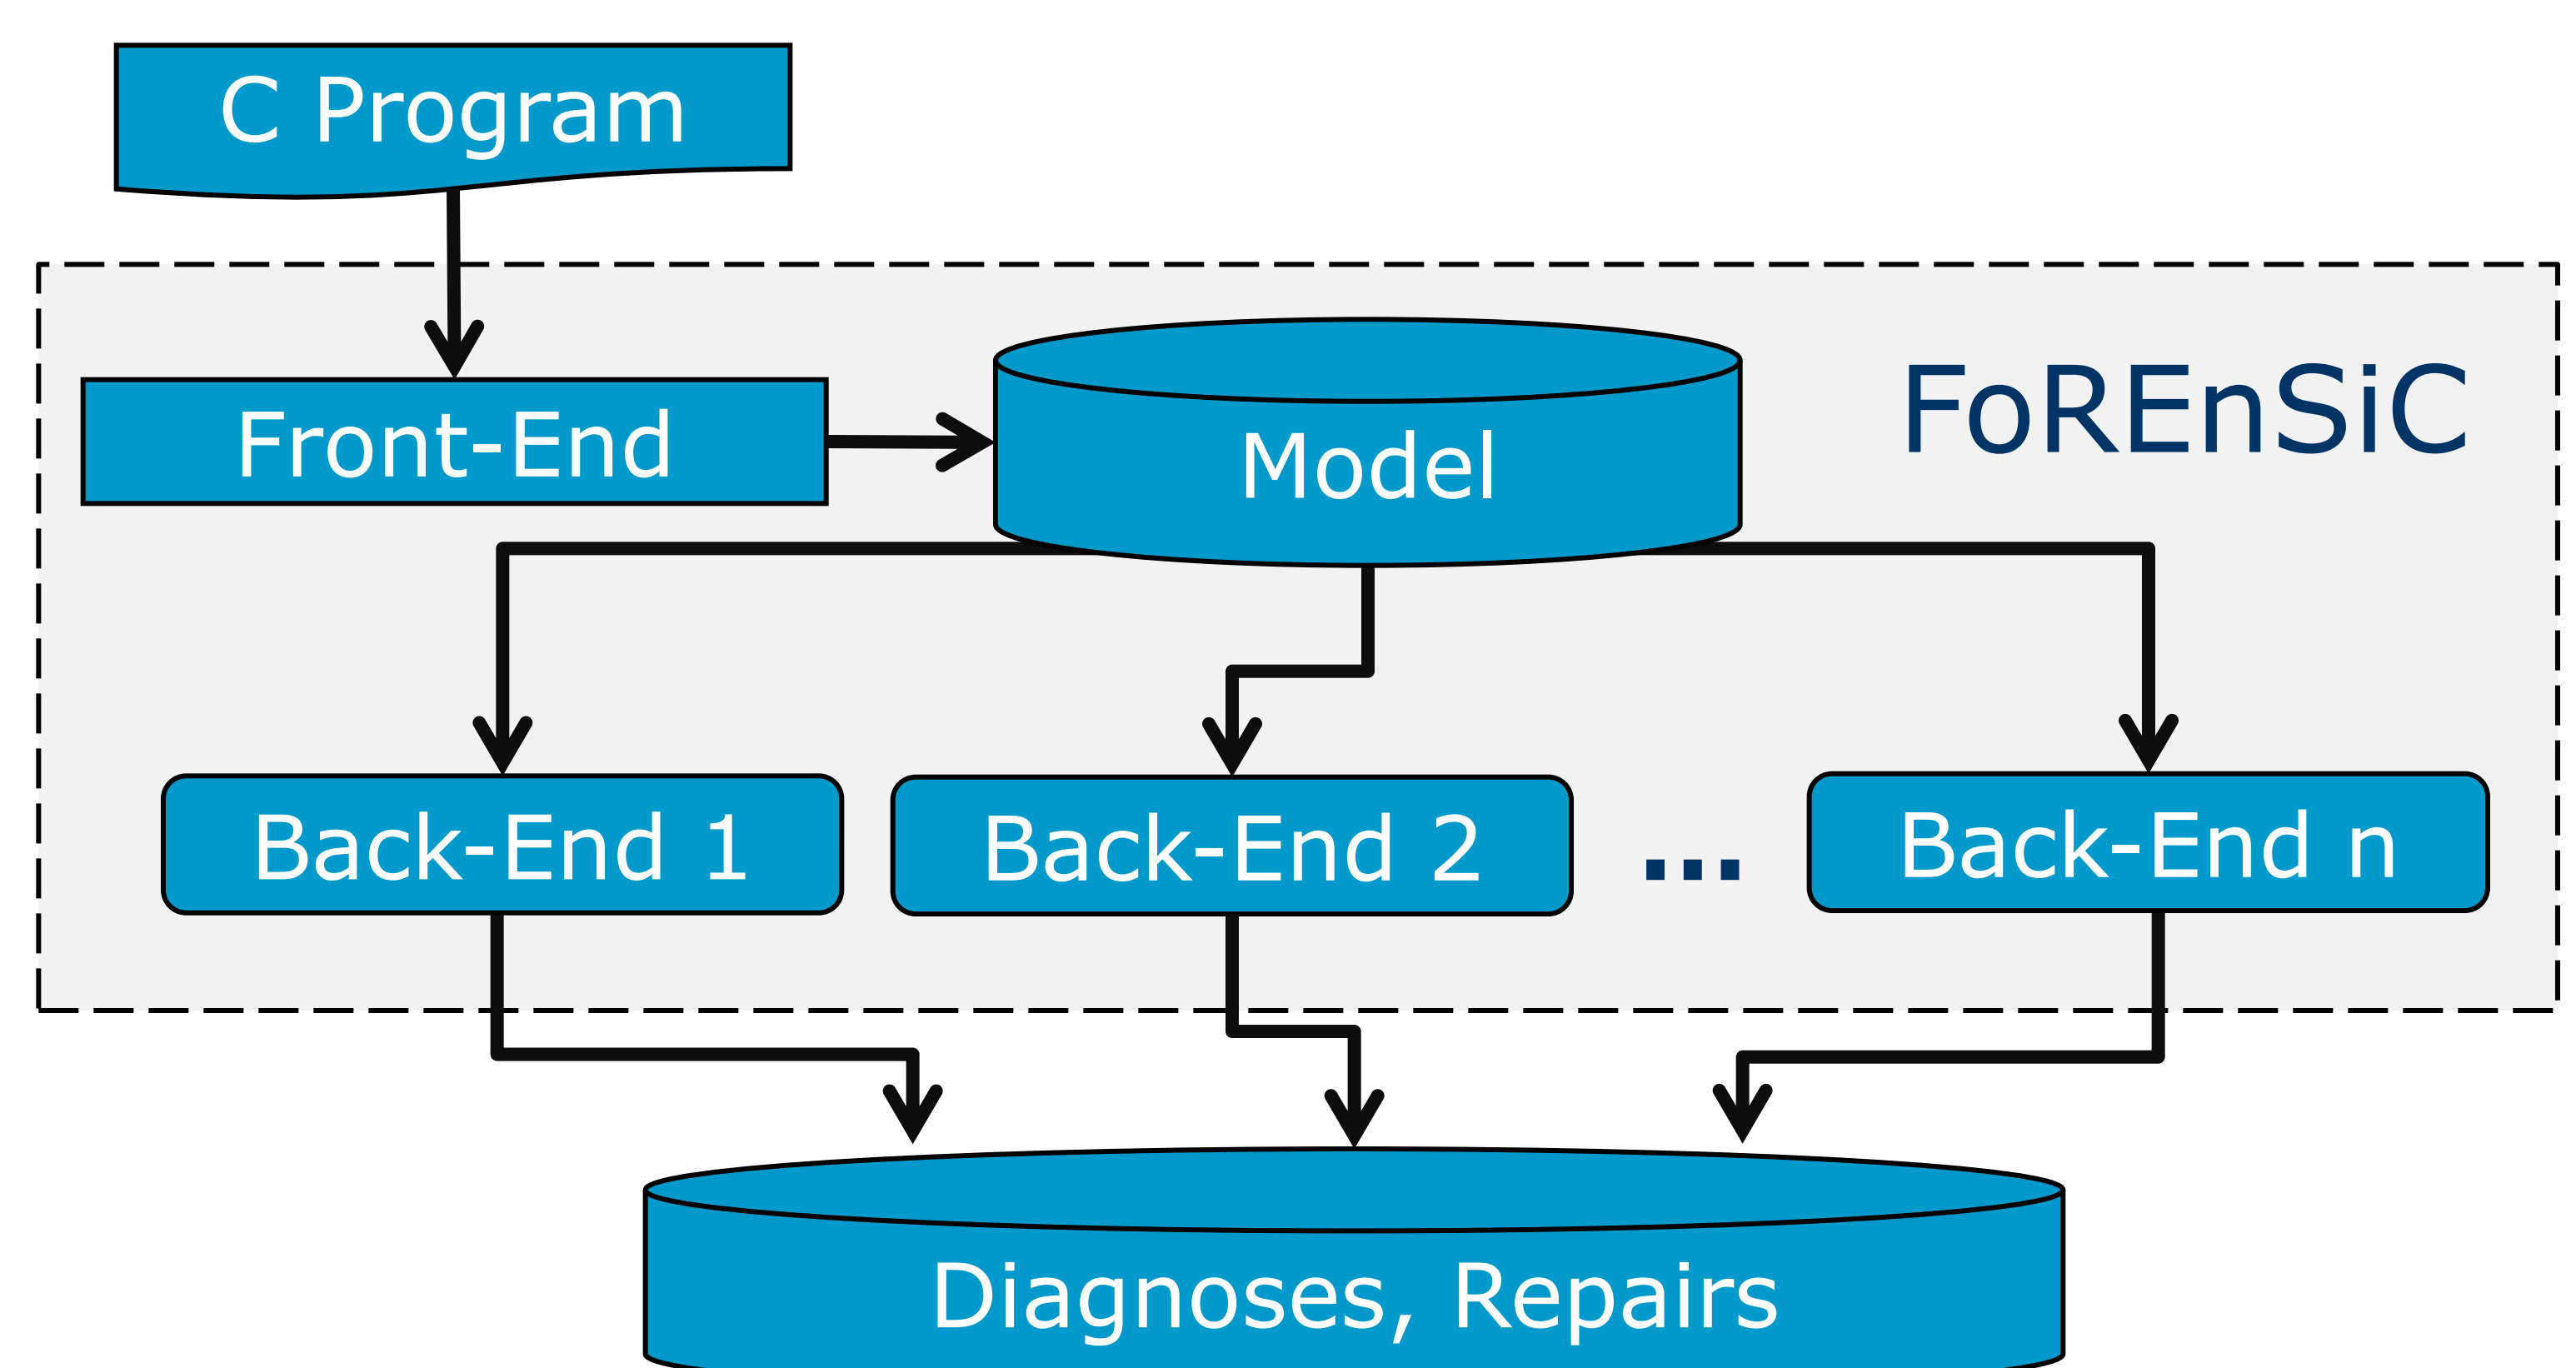 C Program
FoREnSiC
Front-End
Model
Back-End 1
Back-End 2
...
Back-End n
Diagnoses, Repairs